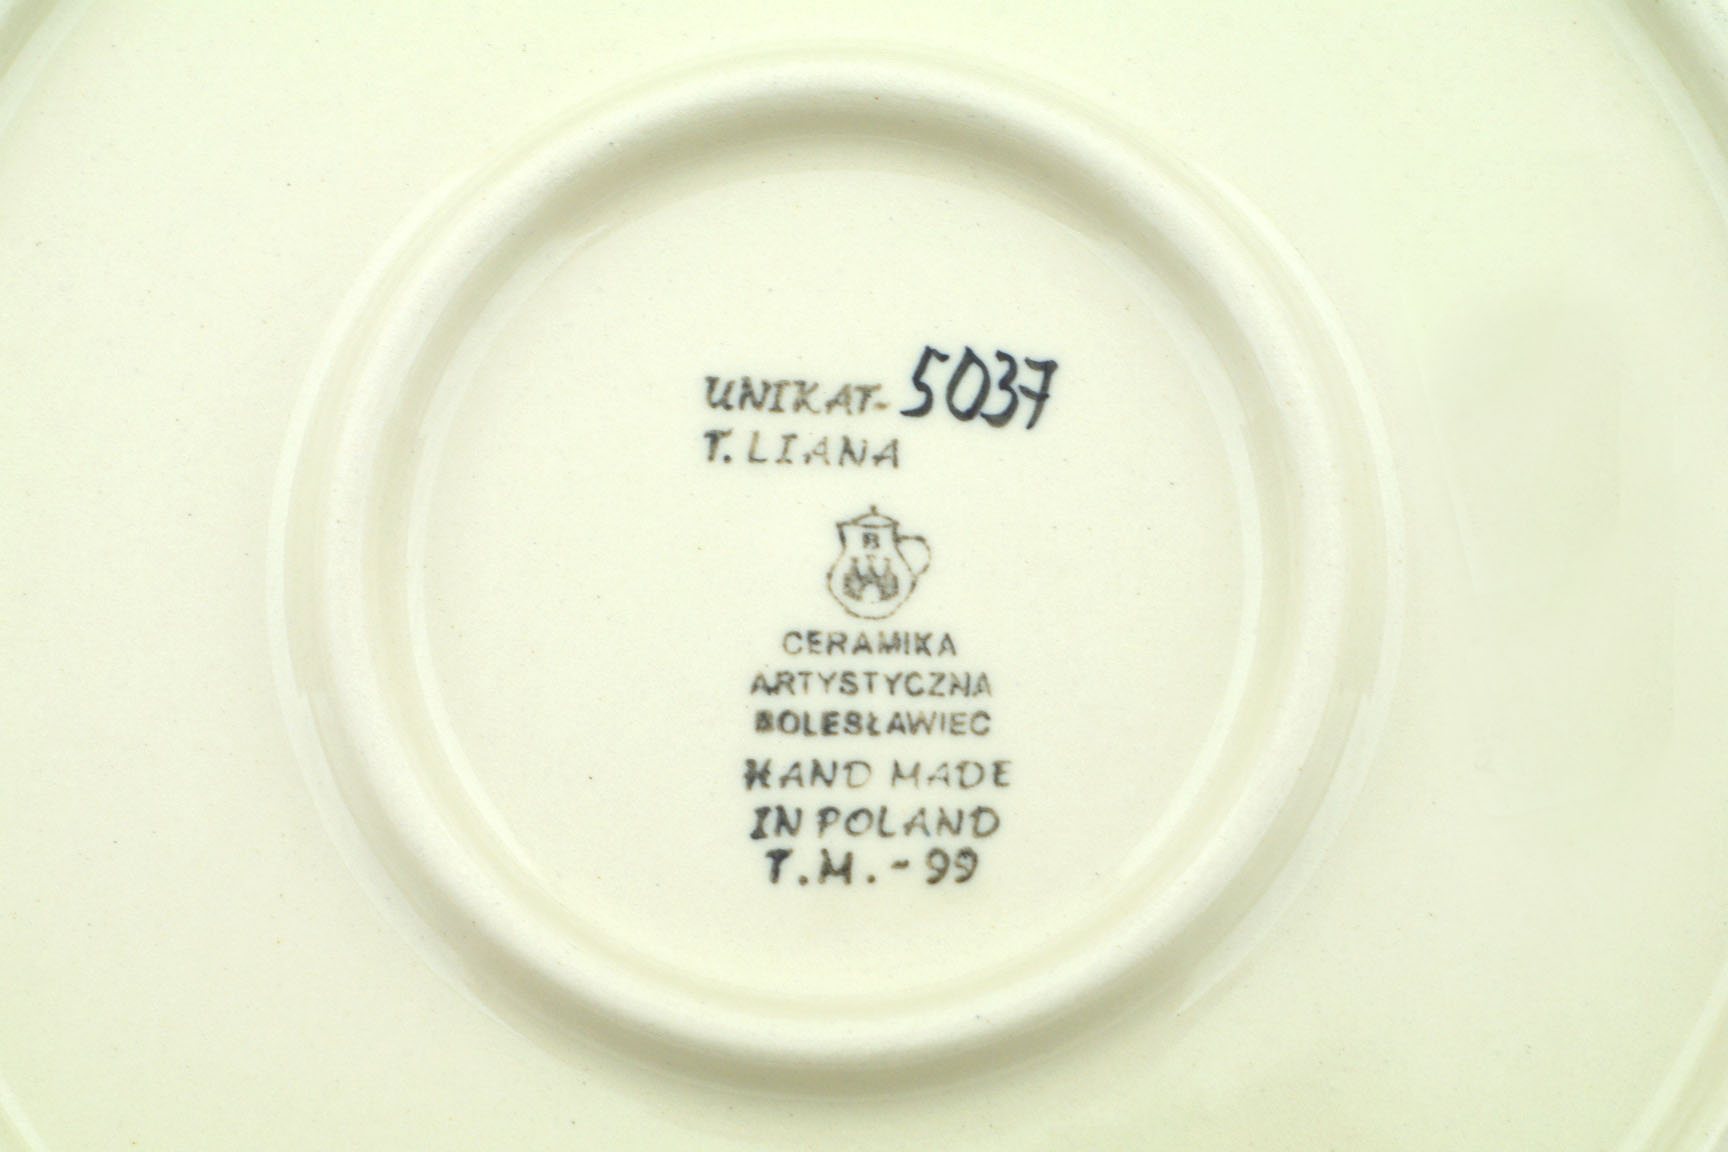 UNIKAT-5037
T. LIANA
B
CERAMIKA
ARTYSTYCZNA
BOLESŁAWIEC
HAND MADE
IN POLAND
T.M.-99